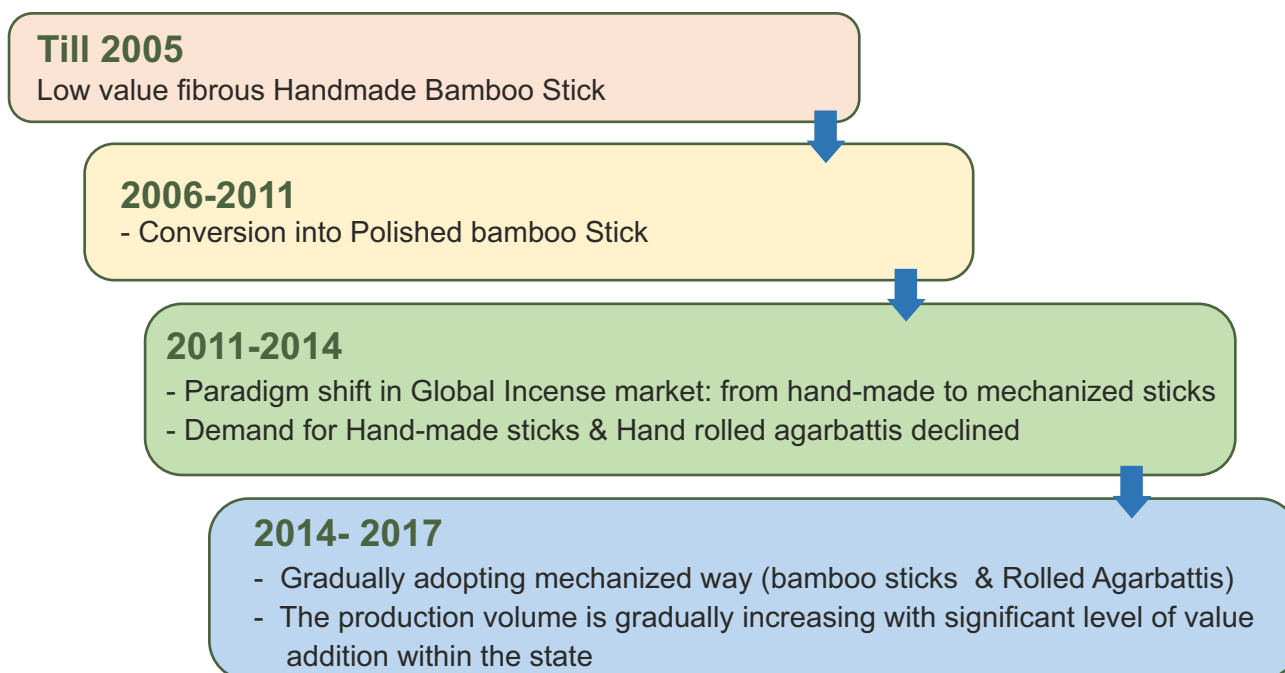 Till 2005
Low value fibrous Handmade Bamboo Stick
2006-2011
- Conversion into Polished bamboo Stick
2011-2014
- Paradigm shift in Global Incense market: from hand-made to mechanized sticks
- Demand for Hand-made sticks & Hand rolled agarbattis declined
2014- 2017
- Gradually adopting mechanized way (bamboo sticks & Rolled Agarbattis)
- The production volume is gradually increasing with significant level of value
addition within the state